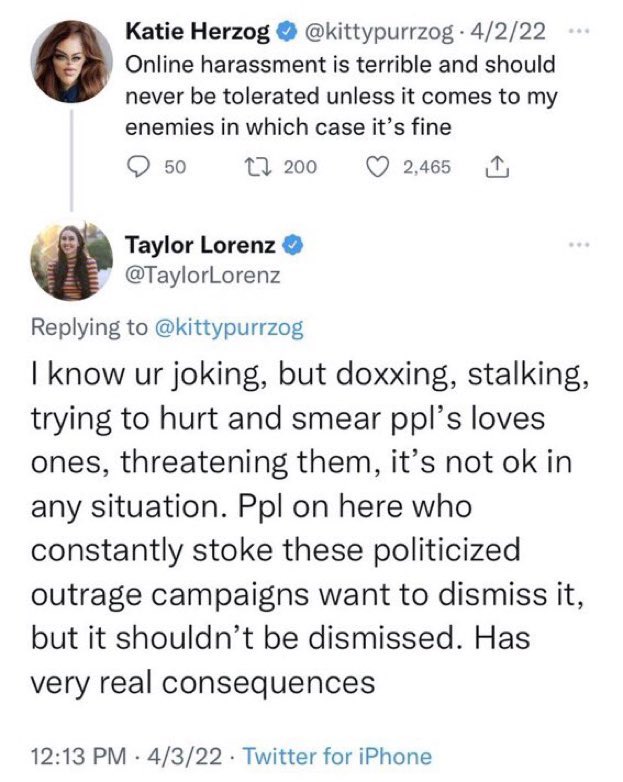 Katie Herzog @kittypurrzog · 4/2/22 ...
Online harassment is terrible and should
never be tolerated unless it comes to my
enemies in which case it’s fine
50 200 2,465
Taylor Lorenz ...
@TaylorLorenz
Replying to @kittypurrzog
I know ur joking, but doxxing, stalking,
trying to hurt and smear ppl’s loves
ones, threatening them, it’s not ok in
any situation. Ppl on here who
constantly stoke these politicized
outrage campaigns want to dismiss it,
but it shouldn’t be dismissed. Has
very real consequences
12:13 PM · 4/3/22 · Twitter for iPhone